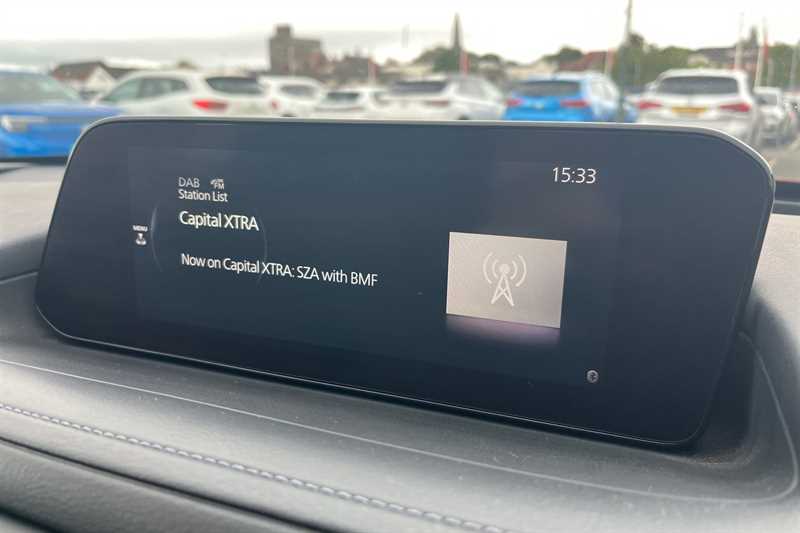 15:33
DAB FM
Station List
Capital XTRA
MENU
Now on Capital XTRA: SZA with BMF